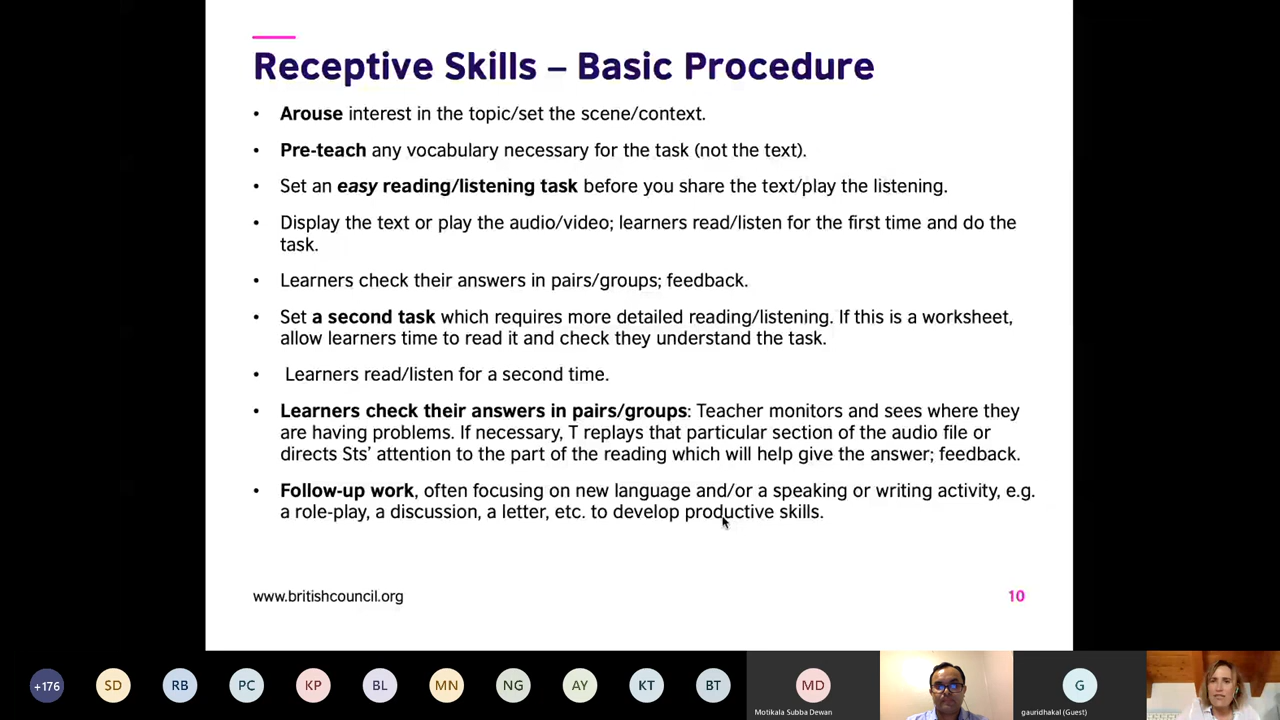 Receptive Skills – Basic Procedure
• Arouse interest in the topic/set the scene/context.
• Pre-teach any vocabulary necessary for the task (not the text).
• Set an easy reading/listening task before you share the text/play the listening.
• Display the text or play the audio/video; learners read/listen for the first time and do the
task.
• Learners check their answers in pairs/groups; feedback.
• Set a second task which requires more detailed reading/listening. If this is a worksheet,
allow learners time to read it and check they understand the task.
• Learners read/listen for a second time.
• Learners check their answers in pairs/groups: Teacher monitors and sees where they
are having problems. If necessary, T replays that particular section of the audio file or
directs Sts’ attention to the part of the reading which will help give the answer; feedback.
• Follow-up work, often focusing on new language and/or a speaking or writing activity, e.g.
a role-play, a discussion, a letter, etc. to develop productive skills.
www.britishcouncil.org 10
+176 SD RB PC KP BL MN NG AY KT BT MD G
Motikala Subba Dewan gauridhakal (Guest)